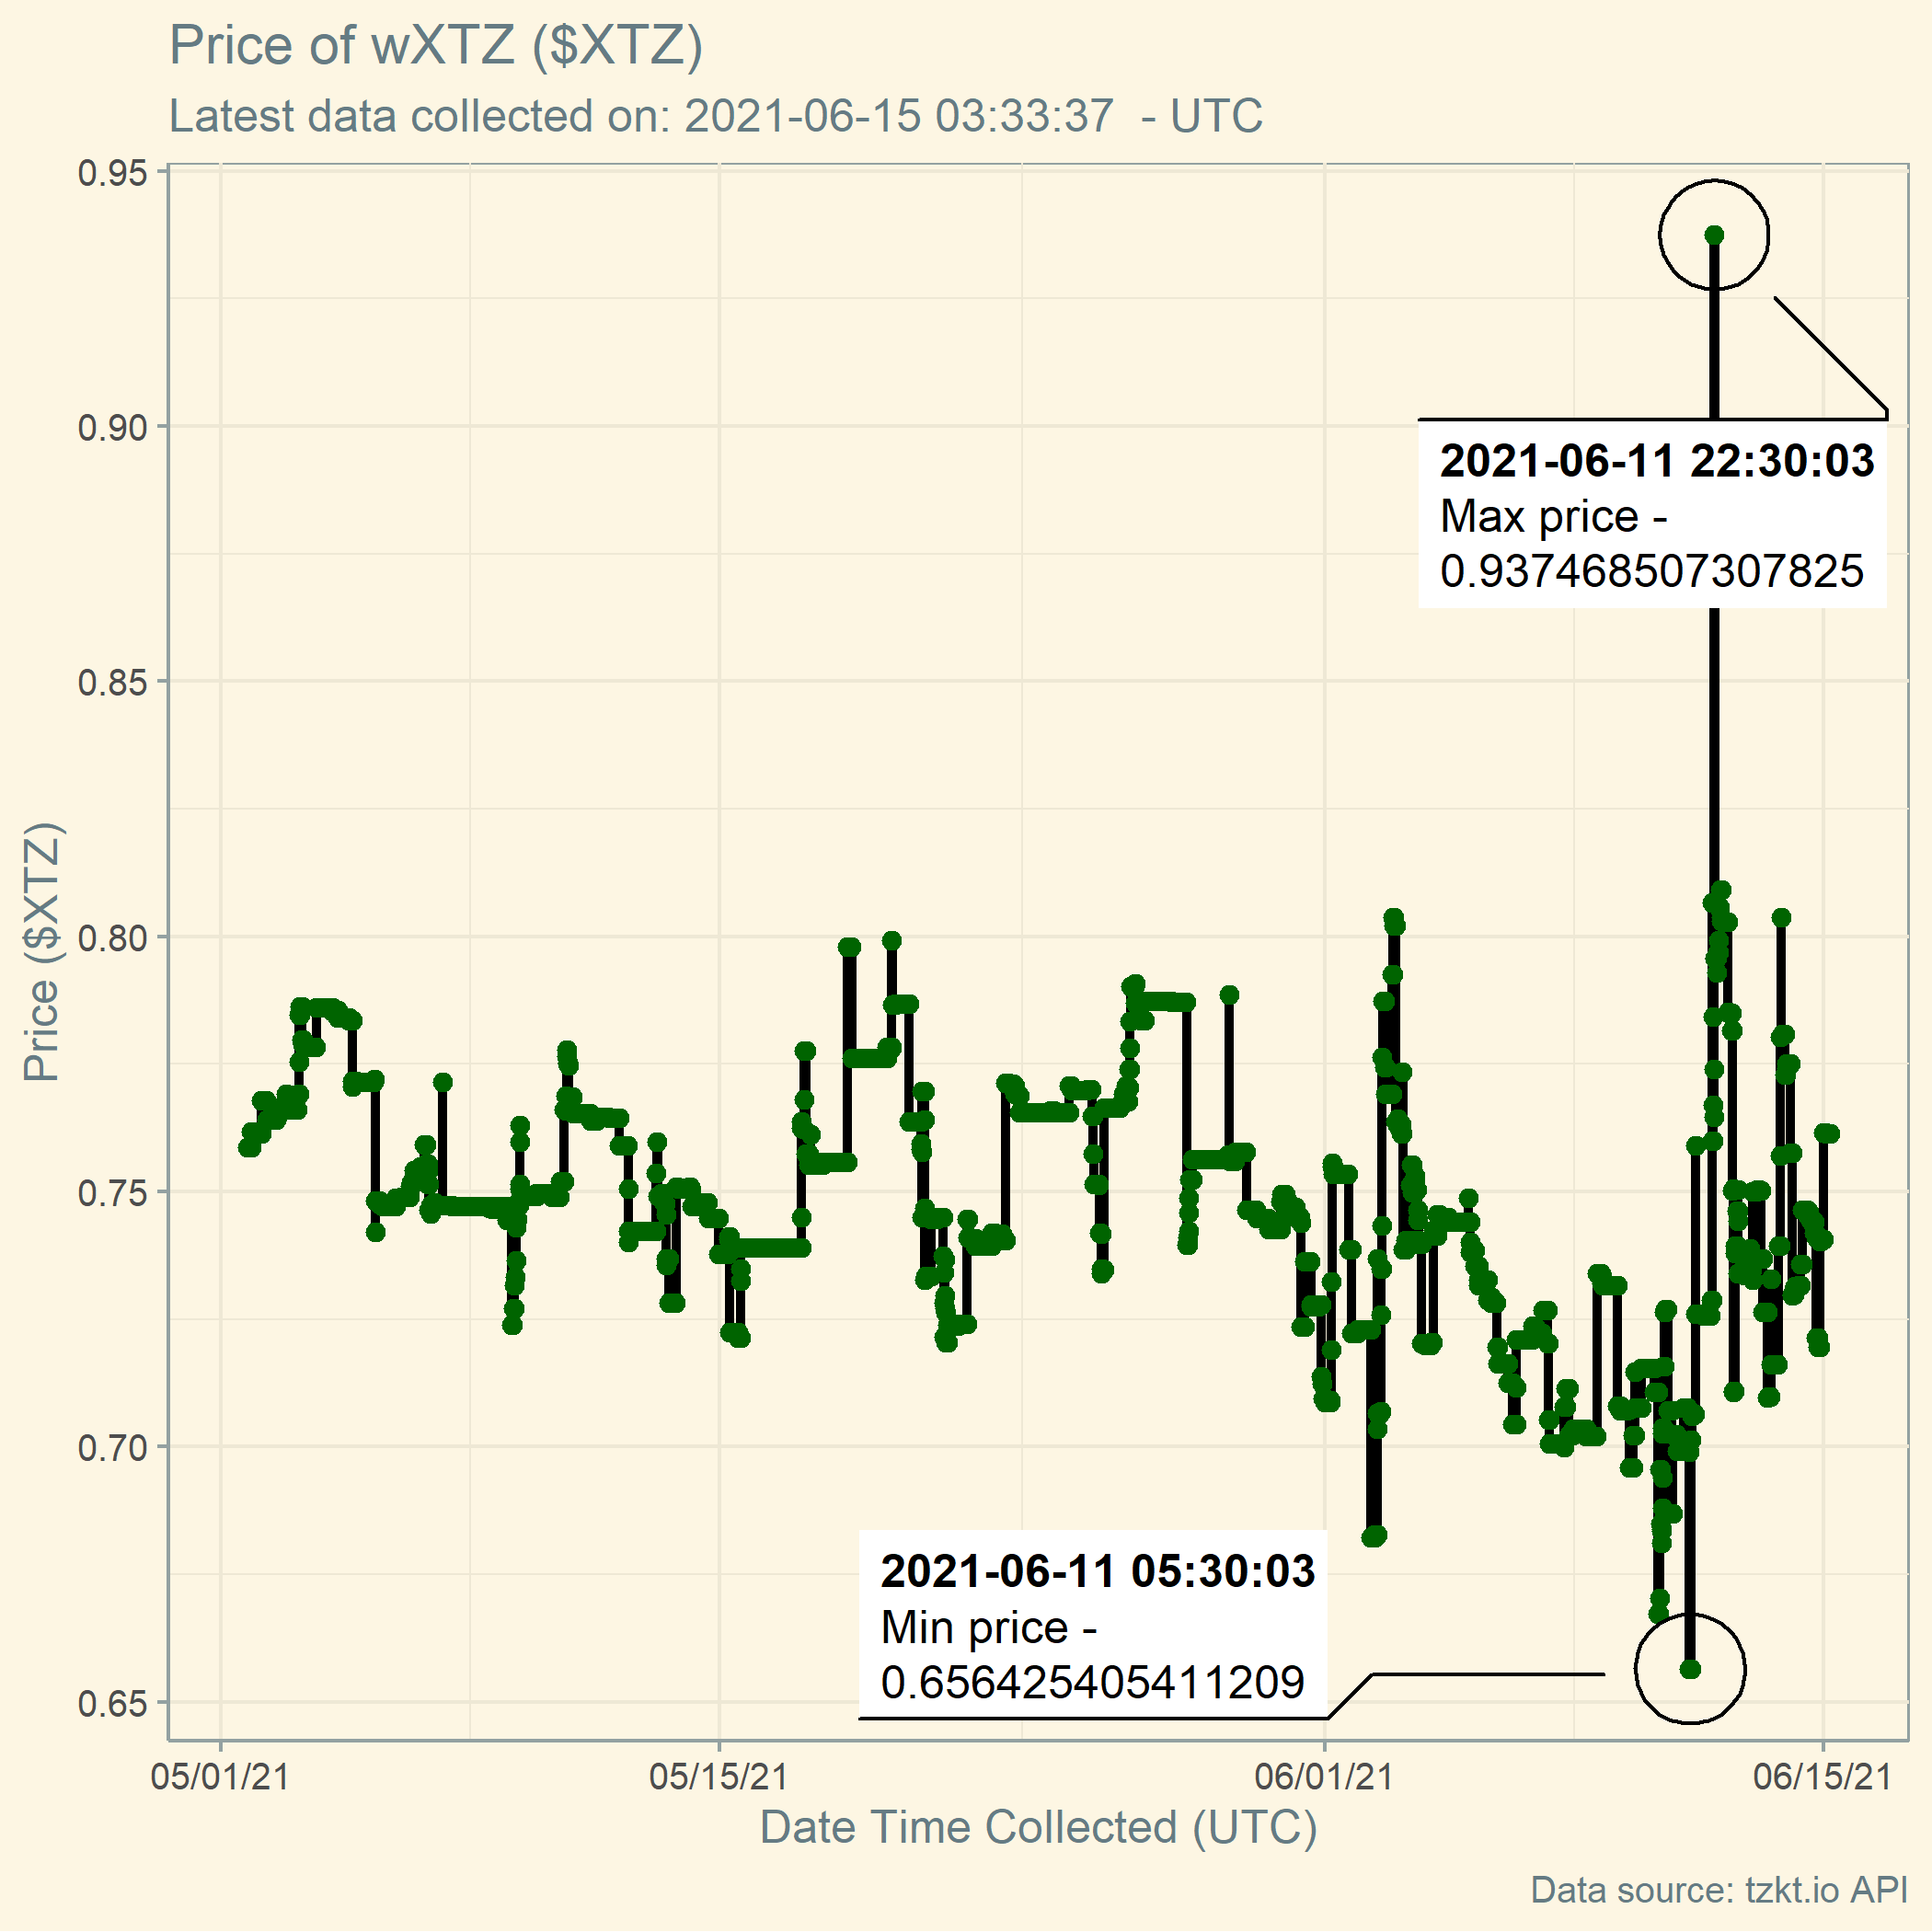 Price of wXTZ ($XTZ)
Latest data collected on: 2021-06-15 03:33:37  - UTC
0.95
0.90
0.85
0.80
0.75
0.70
0.65
Price ($XTZ)
2021-06-11 22:30:03
Max price -
0.937468507307825
2021-06-11 05:30:03
Min price -
0.656425405411209
05/01/21
05/15/21
06/01/21
06/15/21
Date Time Collected (UTC)
Data source: tzkt.io API